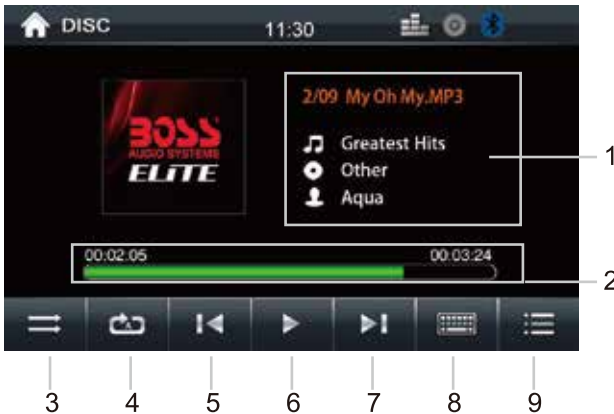 DISC 11:30
2/09 My Oh My.MP3
BOSS
AUDIO SYSTEMS
ELITE
Greatest Hits
Other
Aqua
1
00:02:05 00:03:24
2
A
3 4 5 6 7 8 9